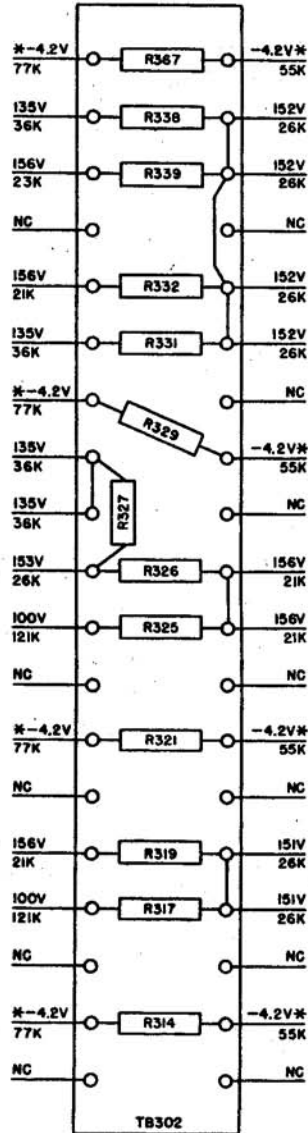 *-4.2V R367 -4.2V*
77K 55K
135V R338 152V
36K 26K
156V R339 152V
23K 26K
NC NC
156V R332 152V
21K 26K
135V R331 152V
36K 26K
*-4.2V NC
77K
R329
135V -4.2V*
36K 55K
R327
135V NC
36K
153V R326 156V
26K 21K
100V R325 156V
121K 21K
NC NC
*-4.2V R321 -4.2V*
77K 55K
NC NC
156V R319 151V
21K 26K
100V R317 151V
121K 26K
NC NC
*-4.2V R314 -4.2V*
77K 55K
NC NC
TB302